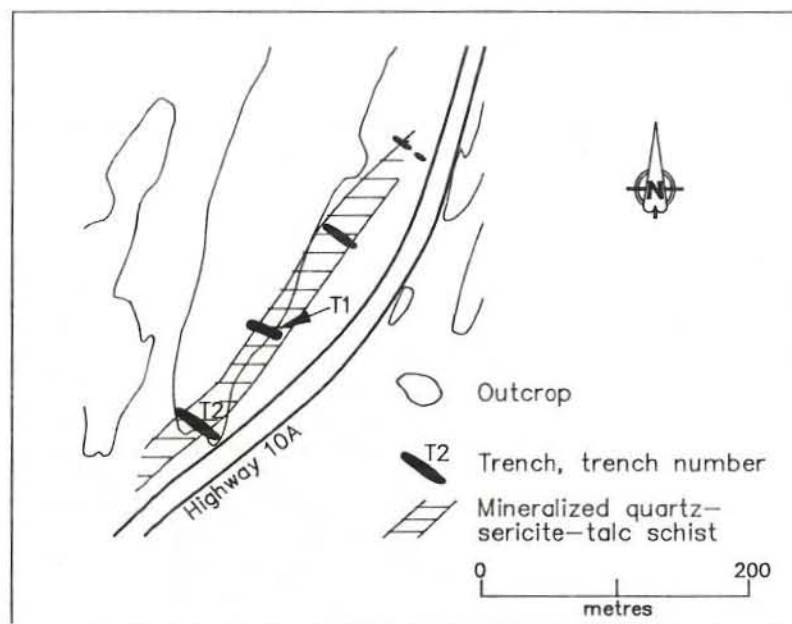 N
T1
T2
Highway 10A
Outcrop
T2
Trench, trench number
Mineralized quartz-
sericite-talc schist
0
200
metres